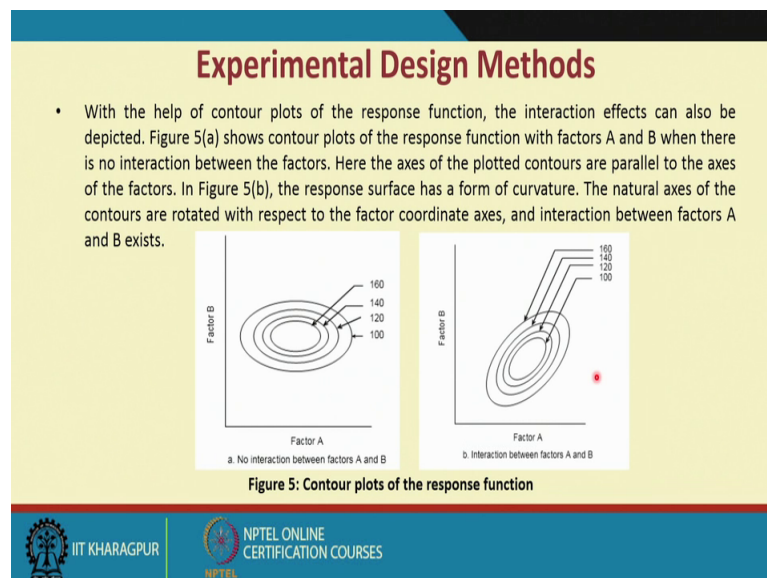 Experimental Design Methods
• With the help of contour plots of the response function, the interaction effects can also be
depicted. Figure 5(a) shows contour plots of the response function with factors A and B when there
is no interaction between the factors. Here the axes of the plotted contours are parallel to the axes
of the factors. In Figure 5(b), the response surface has a form of curvature. The natural axes of the
contours are rotated with respect to the factor coordinate axes, and interaction between factors A
and B exists.
Factor B
160
140
120
100
Factor A
a. No interaction between factors A and B
Factor B
160
140
120
100
Factor A
b. Interaction between factors A and B
Figure 5: Contour plots of the response function
IIT KHARAGPUR
NPTEL ONLINE
CERTIFICATION COURSES
NPTEL